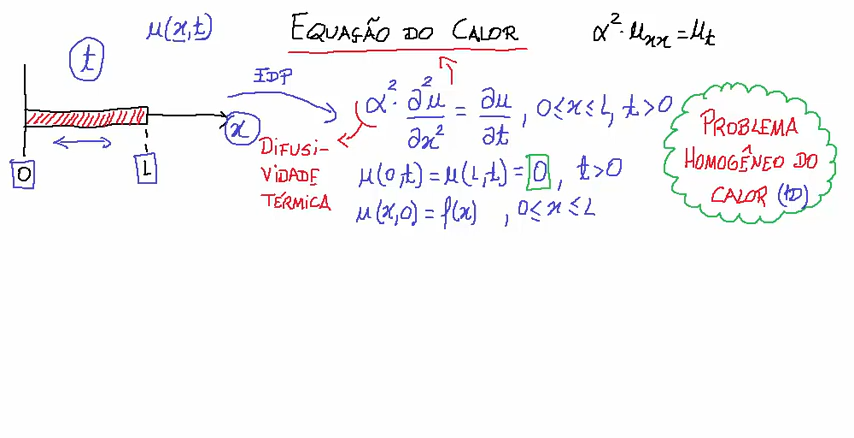 μ(x,t)
EQUAÇÃO DO CALOR
α²·μxx = μt
t
EDP
α²·∂²μ/∂x² = ∂μ/∂t, 0≤x≤L, t>0
x
0
L
DIFUSI-
VIDADE
TÉRMICA
μ(0,t)=μ(L,t)=0, t>0
μ(x,0)=f(x), 0≤x≤L
PROBLEMA
HOMOGÊNEO DO
CALOR (1D)